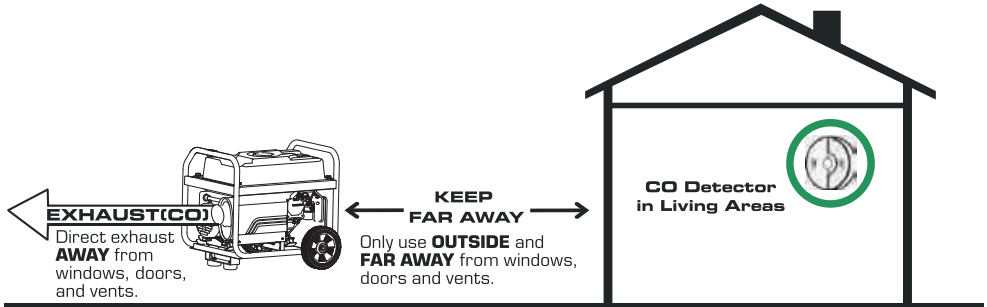 EXHAUST(CO)
Direct exhaust
AWAY from
windows, doors,
and vents.
KEEP
FAR AWAY
Only use OUTSIDE and
FAR AWAY from windows,
doors and vents.
CO Detector
in Living Areas